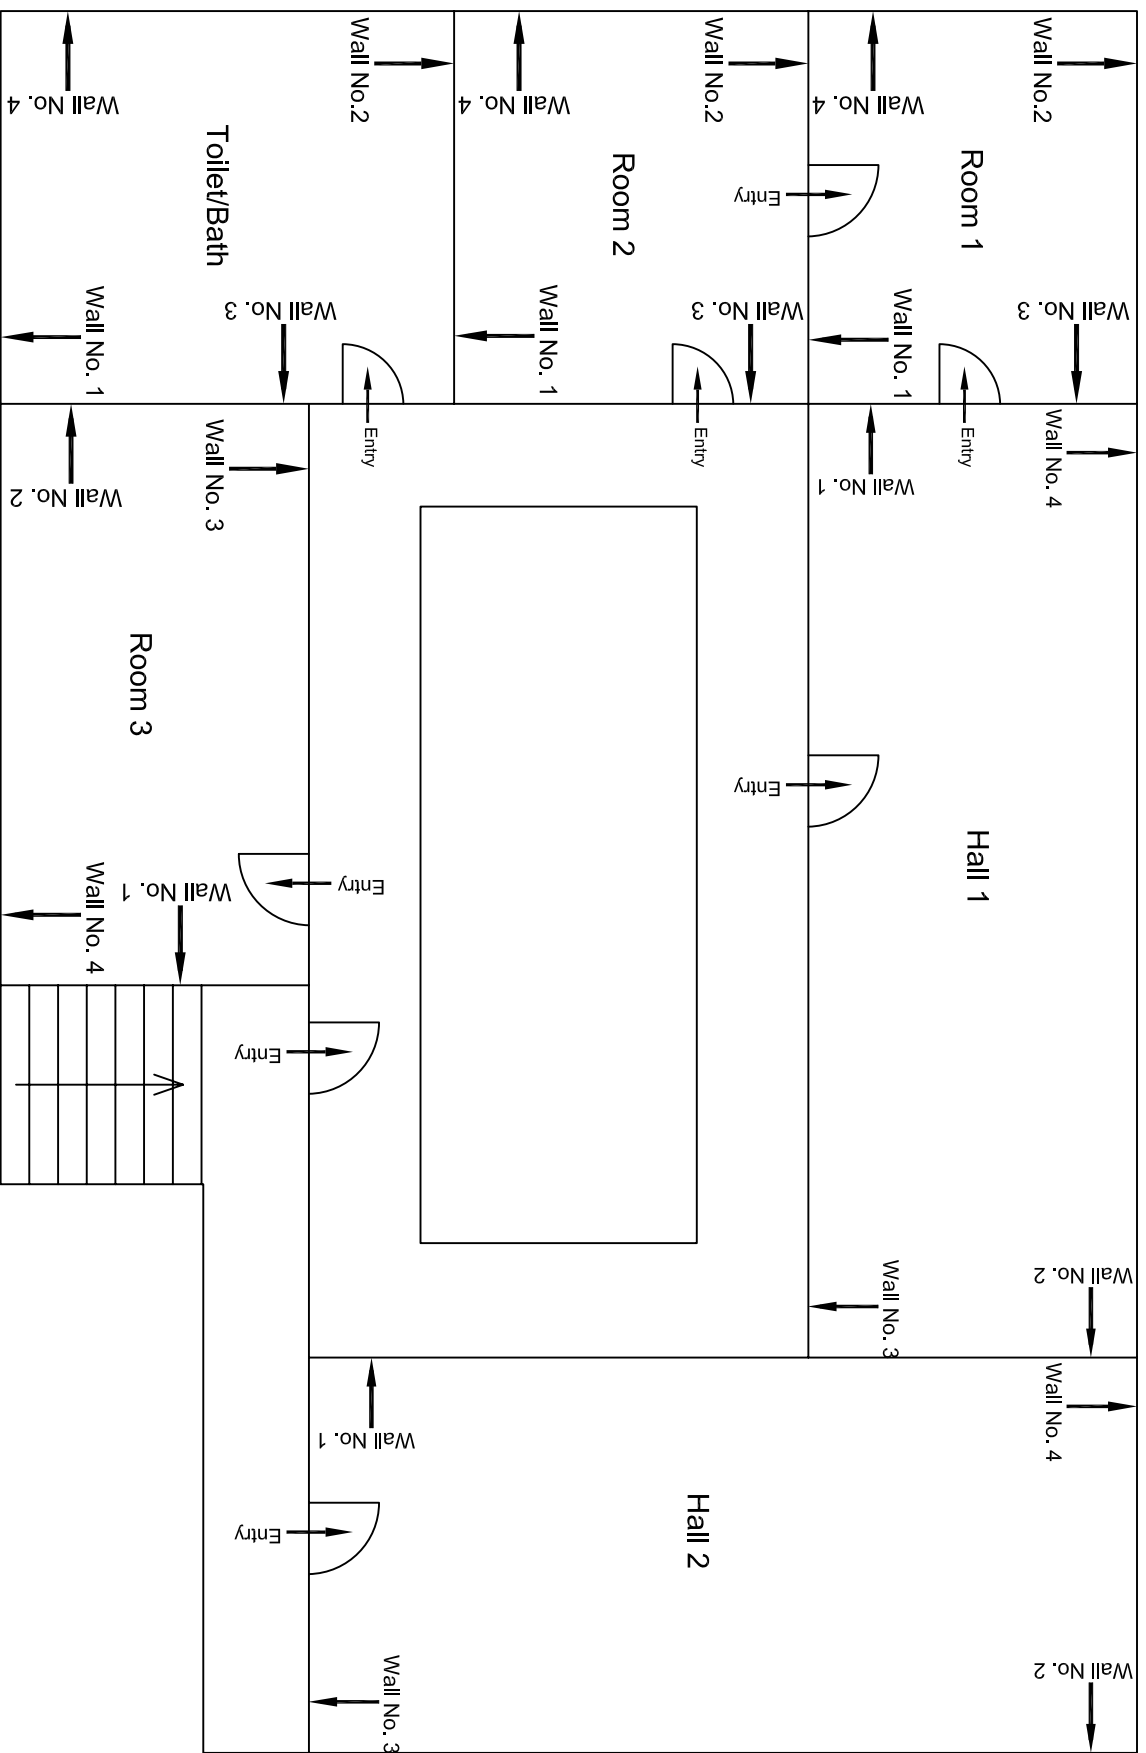 Wall No.2
Wall No. 4
Room 1
Entry
Wall No. 3
Wall No. 1
Entry
Wall No.2
Wall No. 4
Room 2
Wall No. 3
Wall No. 1
Entry
Wall No.2
Wall No. 4
Toilet/Bath
Wall No. 3
Wall No. 1
Entry
Wall No. 4
Wall No. 1
Hall 1
Entry
Wall No. 2
Wall No. 3
Wall No. 3
Wall No. 2
Room 3
Entry
Wall No. 1
Wall No. 4
Entry
Wall No. 4
Wall No. 1
Hall 2
Entry
Wall No. 2
Wall No. 3